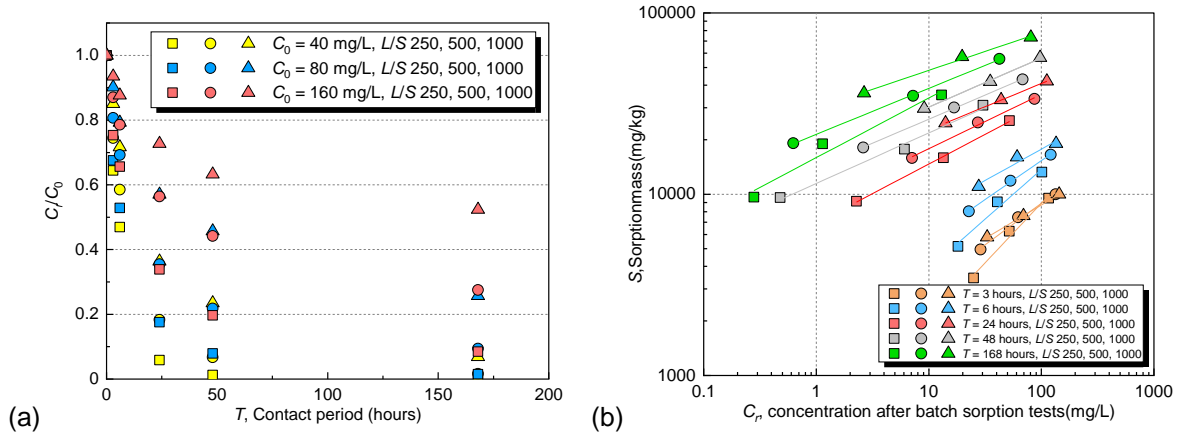 C0 = 40 mg/L, L/S 250, 500, 1000
C0 = 80 mg/L, L/S 250, 500, 1000
C0 = 160 mg/L, L/S 250, 500, 1000
1.0
0.8
0.6
0.4
0.2
0
0 50 100 150 200
Cr/C0
T, Contact period (hours)
(a)
100000
10000
1000
S,Sorptionmass(mg/kg)
T = 3 hours, L/S 250, 500, 1000
T = 6 hours, L/S 250, 500, 1000
T = 24 hours, L/S 250, 500, 1000
T = 48 hours, L/S 250, 500, 1000
T = 168 hours, L/S 250, 500, 1000
0.1 1 10 100 1000
Cr, concentration after batch sorption tests(mg/L)
(b)